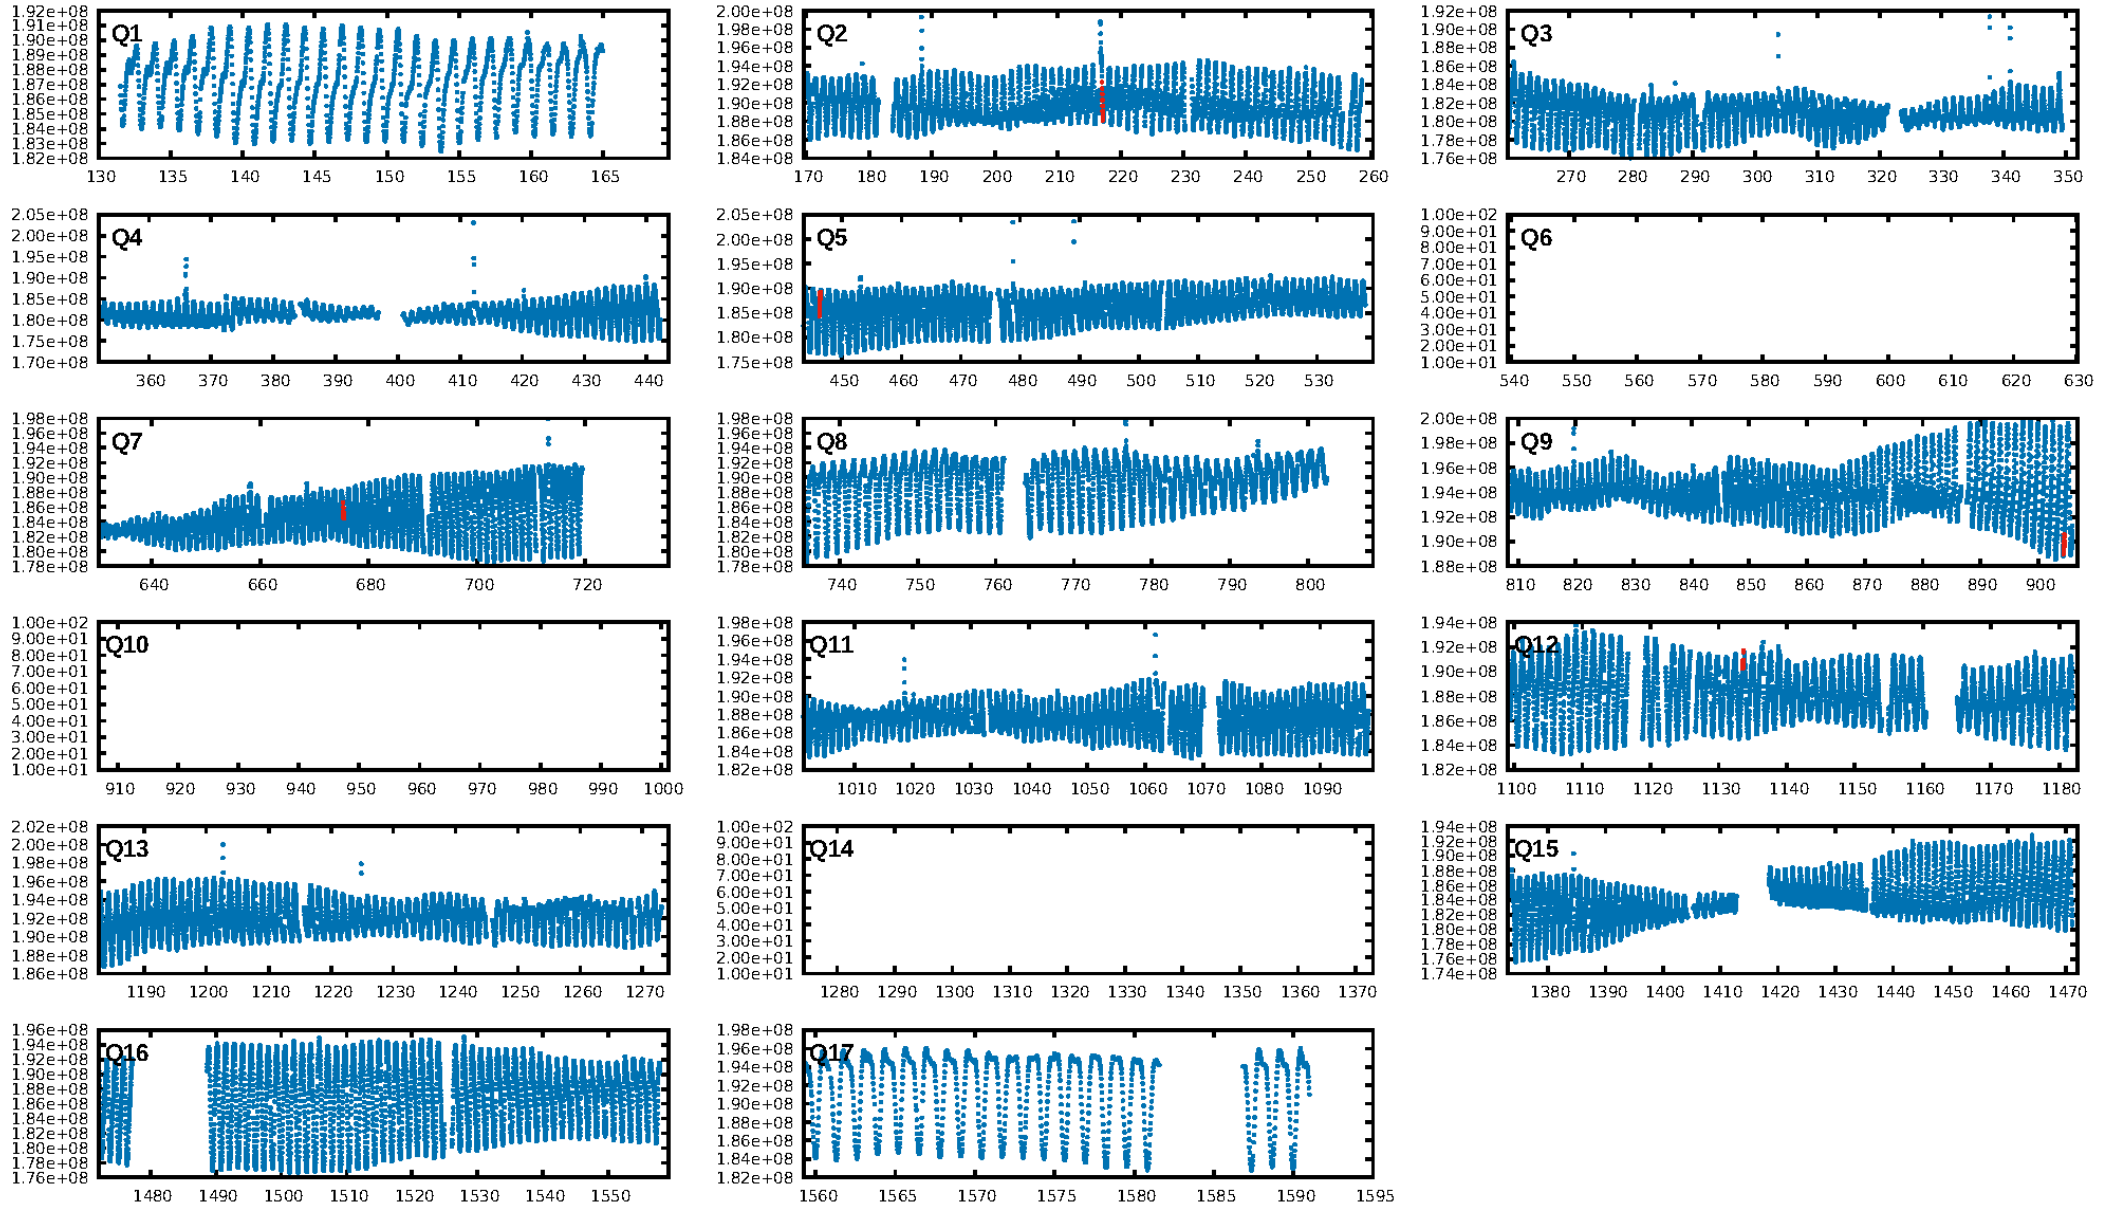 1.92e+08
1.91e+08
1.90e+08
1.89e+08
1.88e+08
1.87e+08
1.86e+08
1.85e+08
1.84e+08
1.83e+08
1.82e+08
Q1
130 135 140 145 150 155 160 165
2.00e+08
1.98e+08
1.96e+08
1.94e+08
1.92e+08
1.90e+08
1.88e+08
1.86e+08
1.84e+08
Q2
170 180 190 200 210 220 230 240 250 260
1.92e+08
1.90e+08
1.88e+08
1.86e+08
1.84e+08
1.82e+08
1.80e+08
1.78e+08
1.76e+08
Q3
270 280 290 300 310 320 330 340 350
2.05e+08
2.00e+08
1.95e+08
1.90e+08
1.85e+08
1.80e+08
1.75e+08
1.70e+08
Q4
360 370 380 390 400 410 420 430 440
2.05e+08
2.00e+08
1.95e+08
1.90e+08
1.85e+08
1.80e+08
1.75e+08
Q5
450 460 470 480 490 500 510 520 530
1.00e+02
9.00e+01
8.00e+01
7.00e+01
6.00e+01
5.00e+01
4.00e+01
3.00e+01
2.00e+01
1.00e+01
Q6
540 550 560 570 580 590 600 610 620 630
1.98e+08
1.96e+08
1.94e+08
1.92e+08
1.90e+08
1.88e+08
1.86e+08
1.84e+08
1.82e+08
1.80e+08
1.78e+08
Q7
640 660 680 700 720
1.98e+08
1.96e+08
1.94e+08
1.92e+08
1.90e+08
1.88e+08
1.86e+08
1.84e+08
1.82e+08
1.80e+08
1.78e+08
Q8
740 750 760 770 780 790 800
2.00e+08
1.98e+08
1.96e+08
1.94e+08
1.92e+08
1.90e+08
1.88e+08
Q9
810 820 830 840 850 860 870 880 890 900
1.00e+02
9.00e+01
8.00e+01
7.00e+01
6.00e+01
5.00e+01
4.00e+01
3.00e+01
2.00e+01
1.00e+01
Q10
910 920 930 940 950 960 970 980 990 1000
1.98e+08
1.96e+08
1.94e+08
1.92e+08
1.90e+08
1.88e+08
1.86e+08
1.84e+08
1.82e+08
Q11
1010 1020 1030 1040 1050 1060 1070 1080 1090
1.94e+08
1.92e+08
1.90e+08
1.88e+08
1.86e+08
1.84e+08
1.82e+08
Q12
1100 1110 1120 1130 1140 1150 1160 1170 1180
2.02e+08
2.00e+08
1.98e+08
1.96e+08
1.94e+08
1.92e+08
1.90e+08
1.88e+08
1.86e+08
Q13
1190 1200 1210 1220 1230 1240 1250 1260 1270
1.00e+02
9.00e+01
8.00e+01
7.00e+01
6.00e+01
5.00e+01
4.00e+01
3.00e+01
2.00e+01
1.00e+01
Q14
1280 1290 1300 1310 1320 1330 1340 1350 1360 1370
1.94e+08
1.92e+08
1.90e+08
1.88e+08
1.86e+08
1.84e+08
1.82e+08
1.80e+08
1.78e+08
1.76e+08
1.74e+08
Q15
1380 1390 1400 1410 1420 1430 1440 1450 1460 1470
1.96e+08
1.94e+08
1.92e+08
1.90e+08
1.88e+08
1.86e+08
1.84e+08
1.82e+08
1.80e+08
1.78e+08
1.76e+08
Q16
1480 1490 1500 1510 1520 1530 1540 1550
1.98e+08
1.96e+08
1.94e+08
1.92e+08
1.90e+08
1.88e+08
1.86e+08
1.84e+08
1.82e+08
Q17
1560 1565 1570 1575 1580 1585 1590 1595